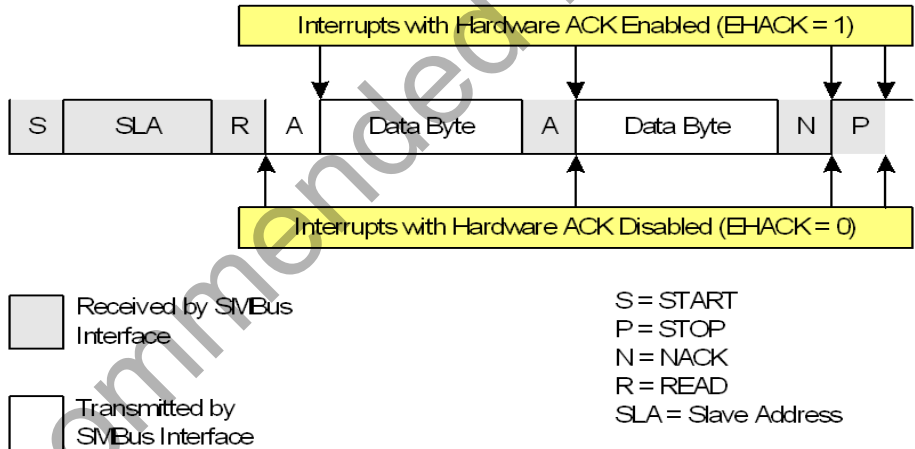 Interrupts with Hardware ACK Enabled (EHACK = 1)
S SLA R A Data Byte A Data Byte N P
Interrupts with Hardware ACK Disabled (EHACK = 0)
Received by SMBus
Interface
Transmitted by
SMBus Interface
S = START
P = STOP
N = NACK
R = READ
SLA = Slave Address
ommended